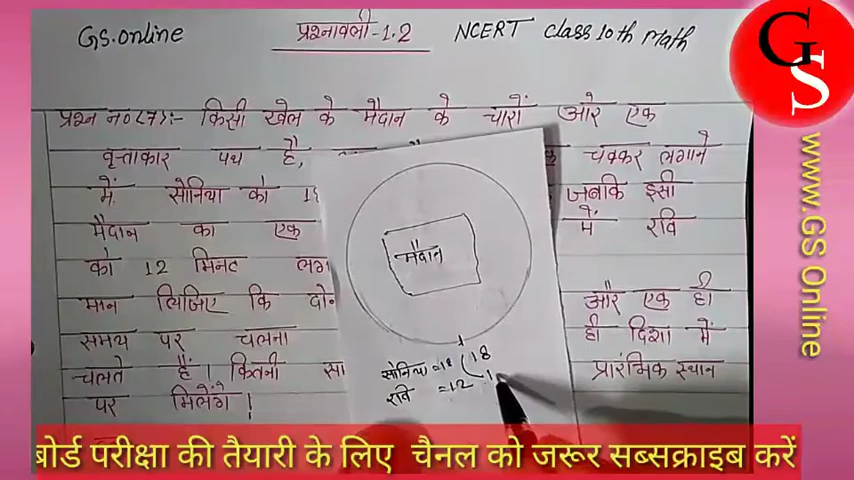 GS.online
प्रश्नावली-1.2
NCERT Class 10th Math
GS
www.GS Online
प्रश्न न०(7):- किसी खेल के मैदान के चारों ओर एक
वृत्ताकार पथ है, चक्कर लगाने
में सोनिया को जबकि इसी
मैदान का एक में रवि
को 12 मिनट
मान लिजिए कि और एक ही
समय पर चलना ही दिशा में
चलते हैं। कितनी प्रारंमिक स्थान
पर मिलेंगे।
मैदान
सोनिया = 18
रवि = 12
18
बोर्ड परीक्षा की तैयारी के लिए चैनल को जरूर सब्सक्राइब करें